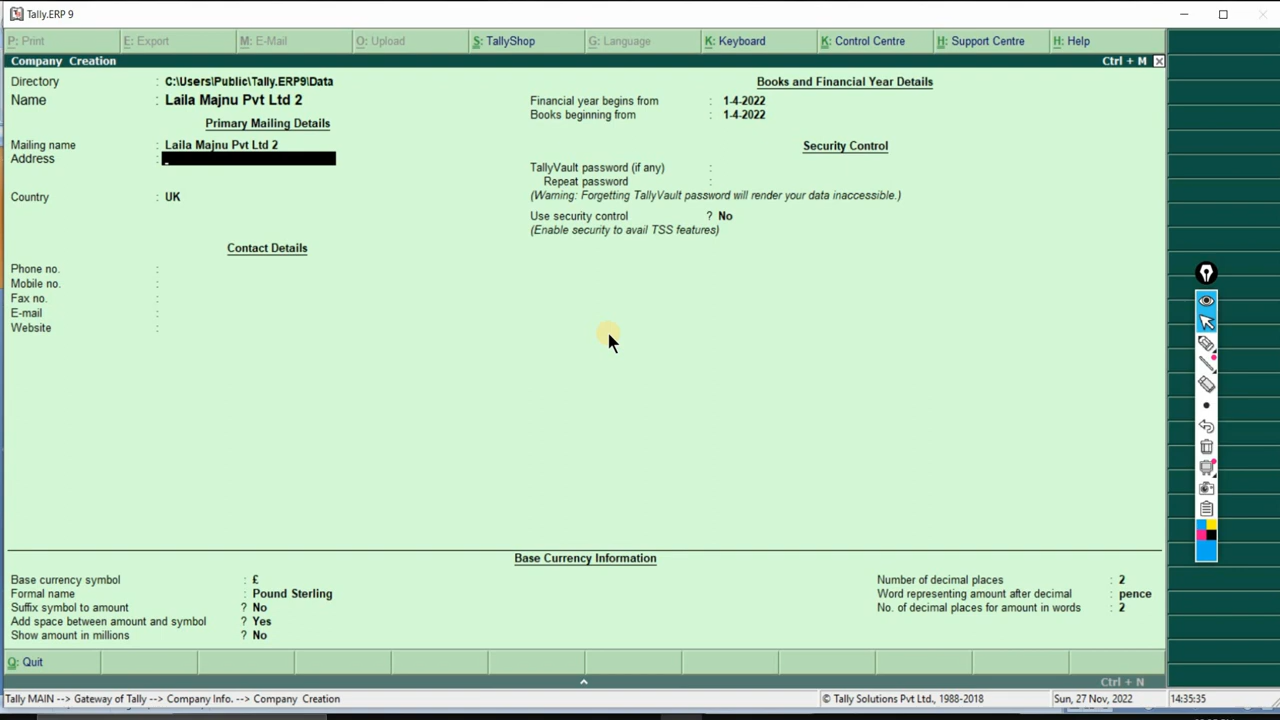 Tally.ERP 9
P: Print E: Export M: E-Mail O: Upload S: TallyShop G: Language K: Keyboard K: Control Centre H: Support Centre H: Help
Company Creation Ctrl + M
Directory : C:\Users\Public\Tally.ERP9\Data
Name : Laila Majnu Pvt Ltd 2
Primary Mailing Details
Mailing name : Laila Majnu Pvt Ltd 2
Address :
Country : UK
Contact Details
Phone no. :
Mobile no. :
Fax no. :
E-mail :
Website :
Books and Financial Year Details
Financial year begins from : 1-4-2022
Books beginning from : 1-4-2022
Security Control
TallyVault password (if any) :
Repeat password :
(Warning: Forgetting TallyVault password will render your data inaccessible.)
Use security control ? No
(Enable security to avail TSS features)
Base Currency Information
Base currency symbol : £
Formal name : Pound Sterling
Suffix symbol to amount ? No
Add space between amount and symbol ? Yes
Show amount in millions ? No
Number of decimal places : 2
Word representing amount after decimal : pence
No. of decimal places for amount in words : 2
Q: Quit
Ctrl + N
Tally MAIN --> Gateway of Tally --> Company Info. --> Company Creation © Tally Solutions Pvt Ltd., 1988-2018 Sun, 27 Nov, 2022 14:35:35